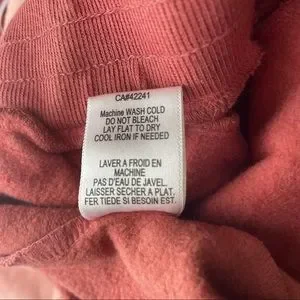 CA#42241
Machine WASH COLD
DO NOT BLEACH
LAY FLAT TO DRY
COOL IRON IF NEEDED
LAVER A FROID EN
MACHINE
PAS D'EAU DE JAVEL.
LAISSER SECHER A PLAT.
FER TIEDE SI BESOIN EST.